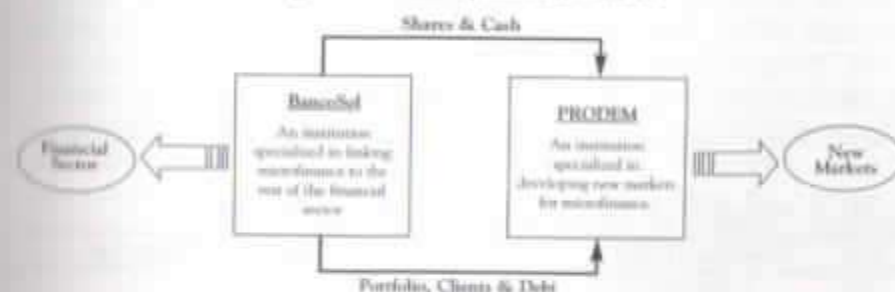 Shares & Cash
BancoSol
An institution
specialized in linking
microfinance to the
rest of the financial
sector
PRODEM
An institution
specialized in
developing new markets
for microfinance
Financial
Sector
New
Markets
Portfolio, Clients & Debt